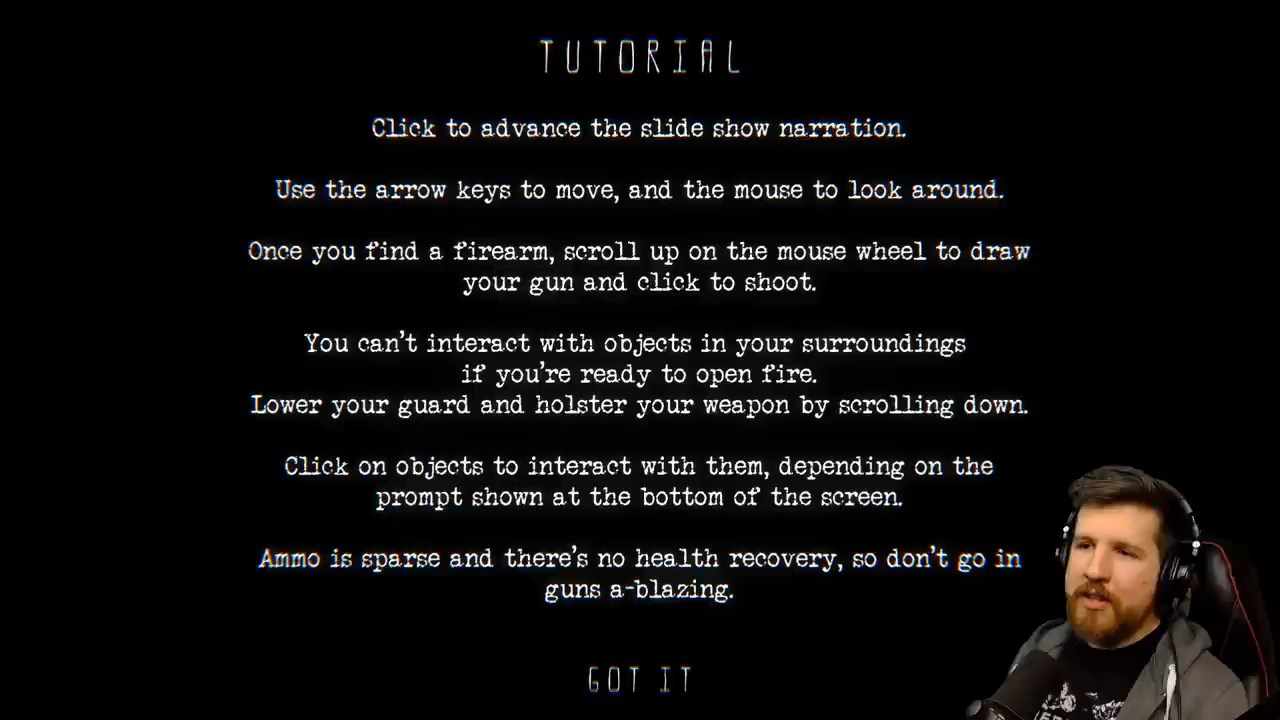 TUTORIAL
Click to advance the slide show narration.
Use the arrow keys to move, and the mouse to look around.
Once you find a firearm, scroll up on the mouse wheel to draw
your gun and click to shoot.
You can't interact with objects in your surroundings
if you're ready to open fire.
Lower your guard and holster your weapon by scrolling down.
Click on objects to interact with them, depending on the
prompt shown at the bottom of the screen.
Ammo is sparse and there's no health recovery, so don't go in
guns a-blazing.
GOT IT